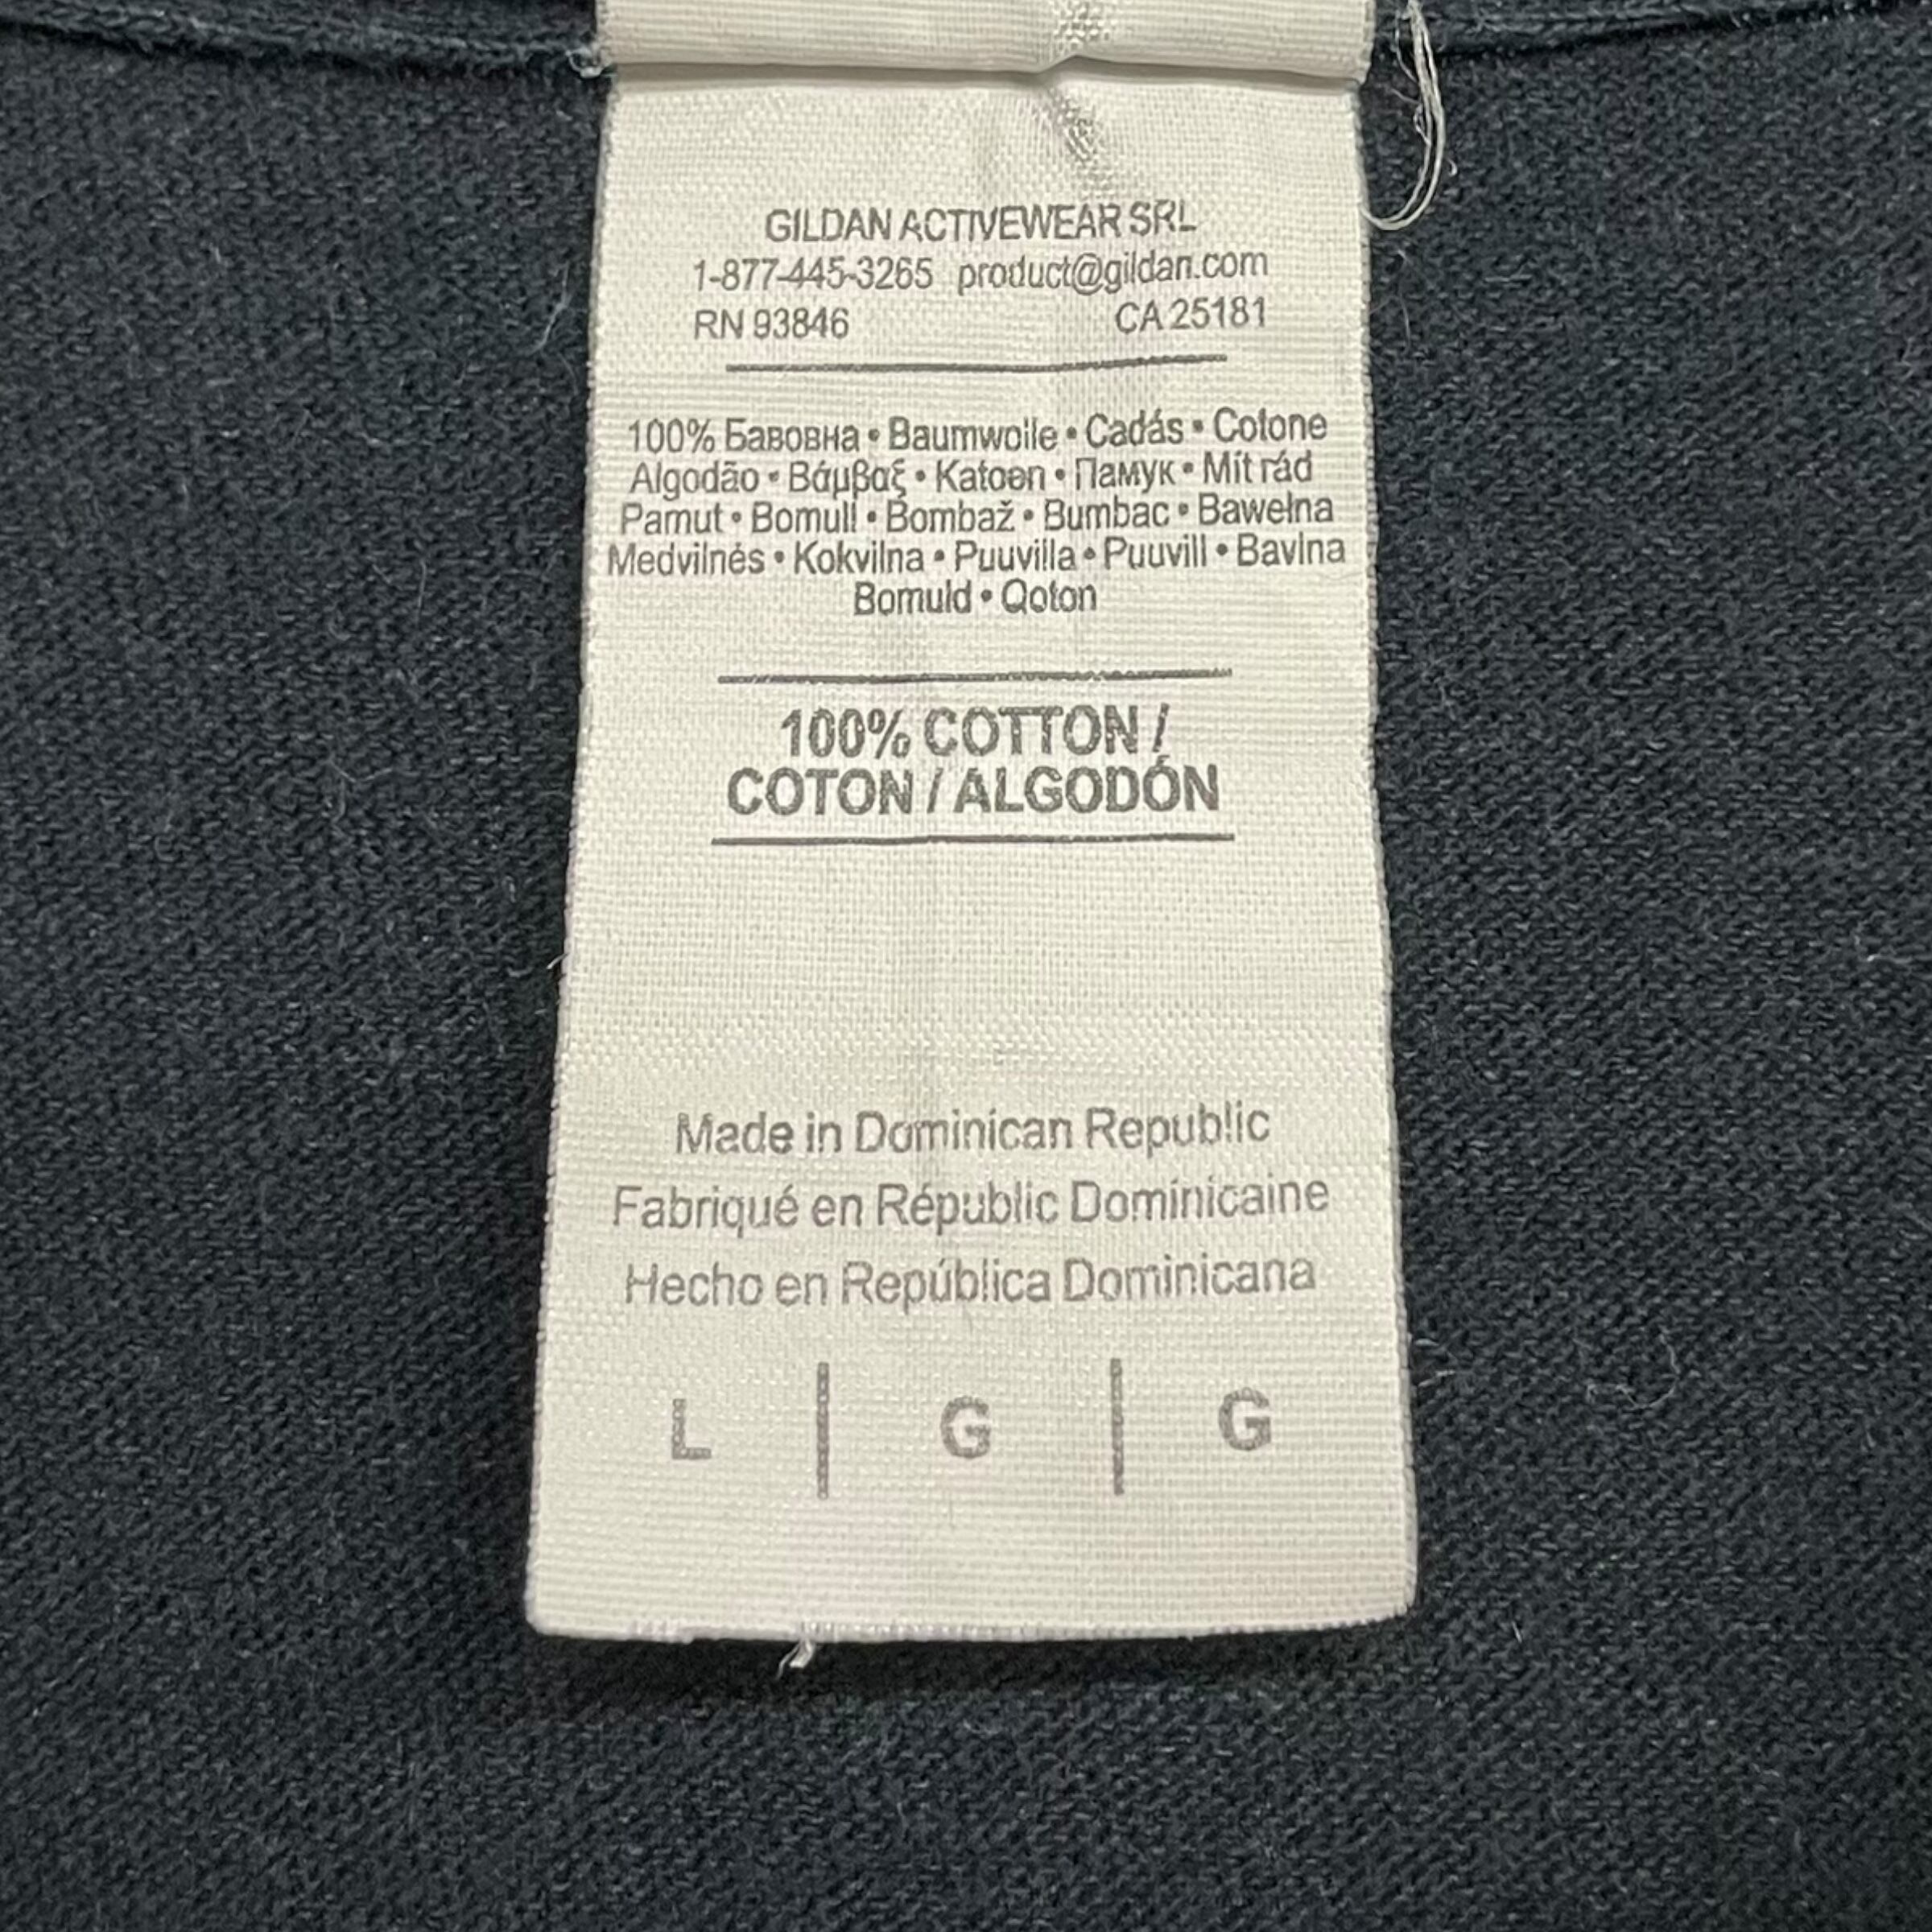 GILDAN ACTIVEWEAR SRL
1-877-445-3265 product@gildan.com
RN 93846 CA 25181
100% Бавовна • Baumwolle • Cadás • Cotone
Algodão • Βάμβαξ • Katoen • Памук • Mit rád
Pamut • Bomull • Bombaž • Bumbac • Bawełna
Medvilnės • Kokvilna • Puuvilla • Puuvill • Bavlna
Bomuld • Qoton
100% COTTON /
COTON / ALGODÓN
Made in Dominican Republic
Fabriqué en Républic Dominicaine
Hecho en República Dominicana
L | G | G